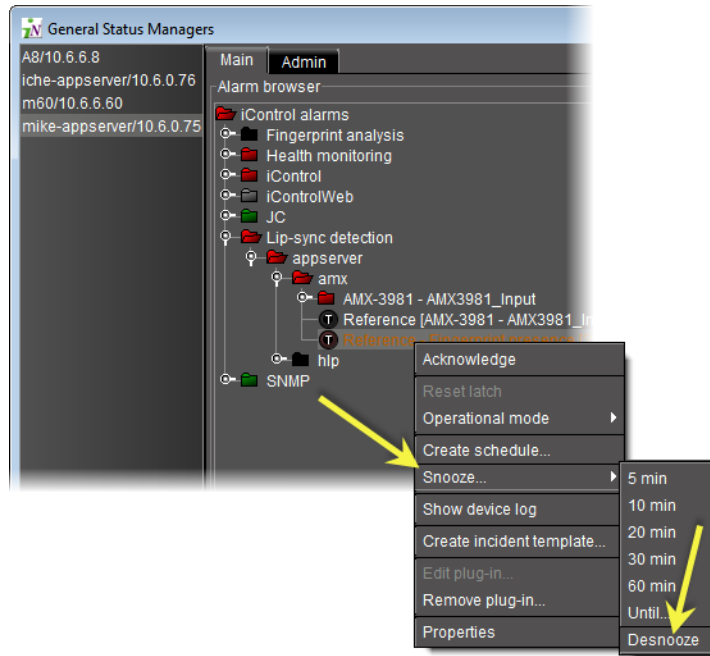 iN General Status Managers
A8/10.6.6.8
iche-appserver/10.6.0.76
m60/10.6.6.60
mike-appserver/10.6.0.75
Main Admin
Alarm browser
iControl alarms
Fingerprint analysis
Health monitoring
iControl
iControlWeb
JC
Lip-sync detection
appserver
amx
AMX-3981 - AMX3981_Input
T Reference [AMX-3981 - AMX3981_In
T Reference - Fingerprint presence
hlp
SNMP
Acknowledge
Reset latch
Operational mode
Create schedule...
Snooze...
Show device log
Create incident template...
Edit plug-in...
Remove plug-in...
Properties
5 min
10 min
20 min
30 min
60 min
Until...
Desnooze